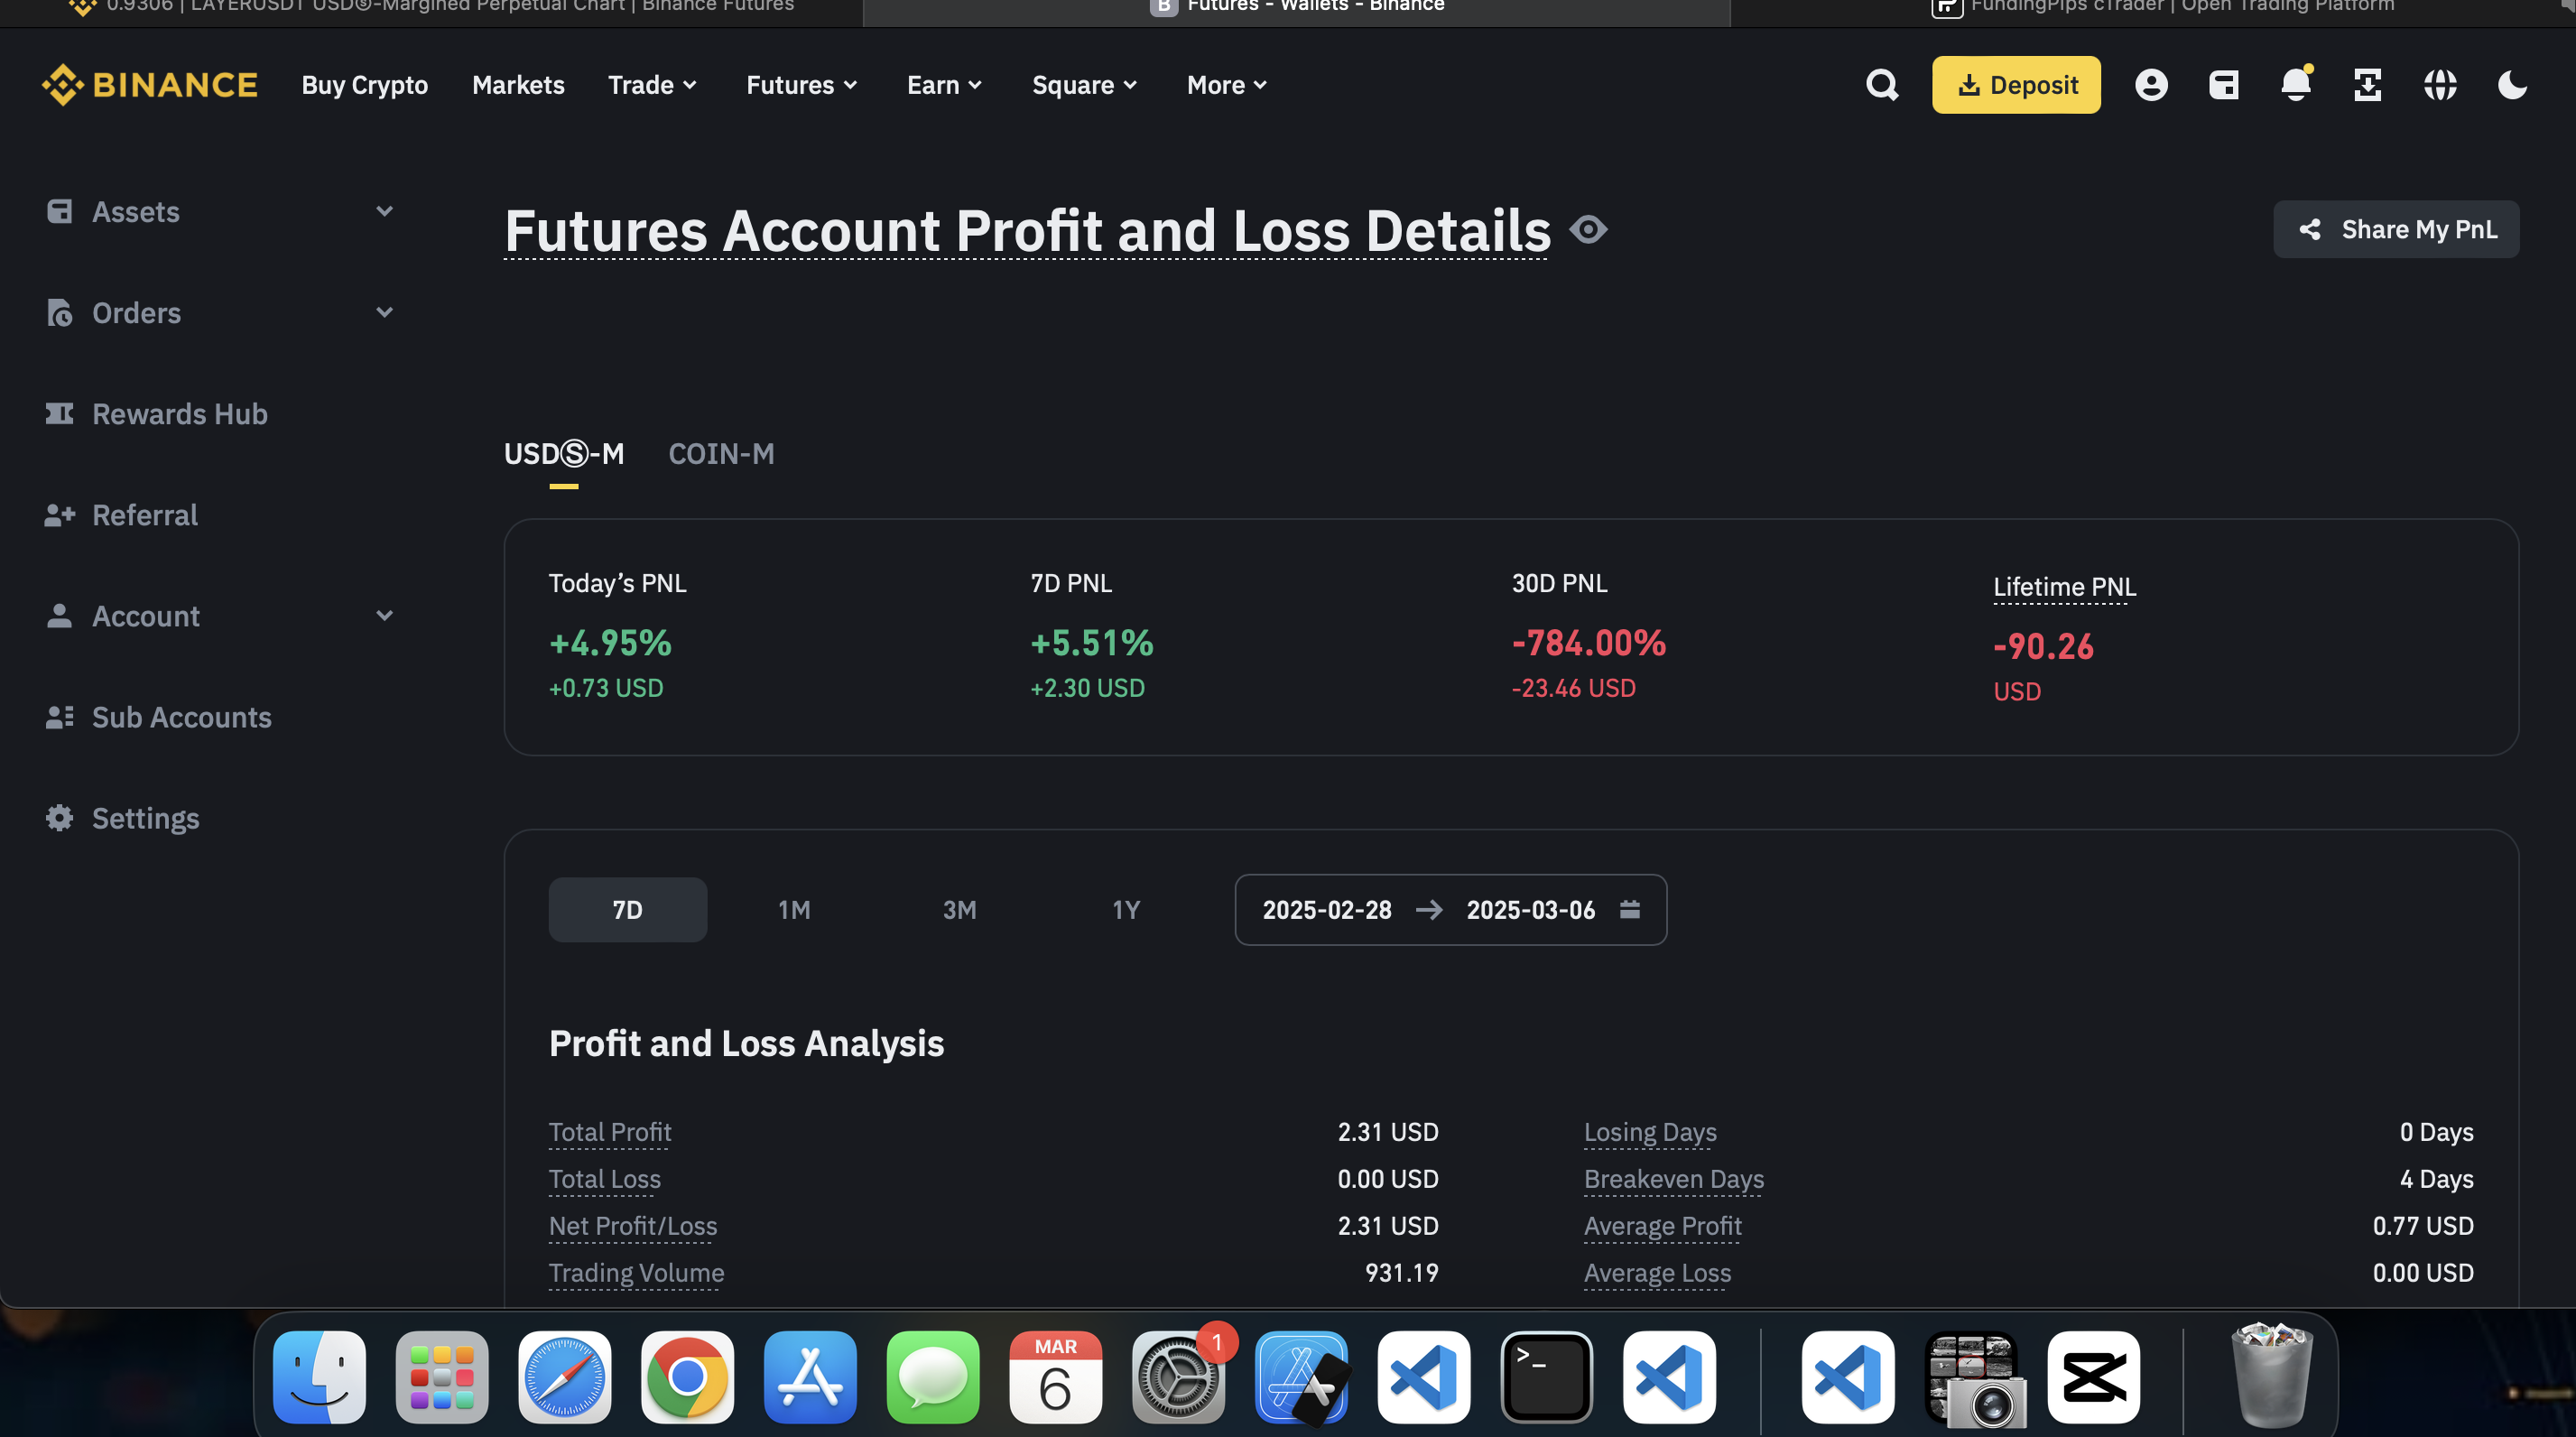 0.9306 | LAYERUSDT USDⓈ-Margined Perpetual Chart | Binance Futures
B Futures - Wallets - Binance
FundingPips cTrader | Open Trading Platform
BINANCE Buy Crypto Markets Trade Futures Earn Square More Deposit
Assets
Orders
Rewards Hub
Referral
Account
Sub Accounts
Settings
Futures Account Profit and Loss Details
Share My PnL
USDⓈ-M COIN-M
Today’s PNL 7D PNL 30D PNL Lifetime PNL
+4.95% +5.51% -784.00% -90.26
+0.73 USD +2.30 USD -23.46 USD USD
7D 1M 3M 1Y 2025-02-28 → 2025-03-06
Profit and Loss Analysis
Total Profit 2.31 USD Losing Days 0 Days
Total Loss 0.00 USD Breakeven Days 4 Days
Net Profit/Loss 2.31 USD Average Profit 0.77 USD
Trading Volume 931.19 Average Loss 0.00 USD
MAR
6
1
>_